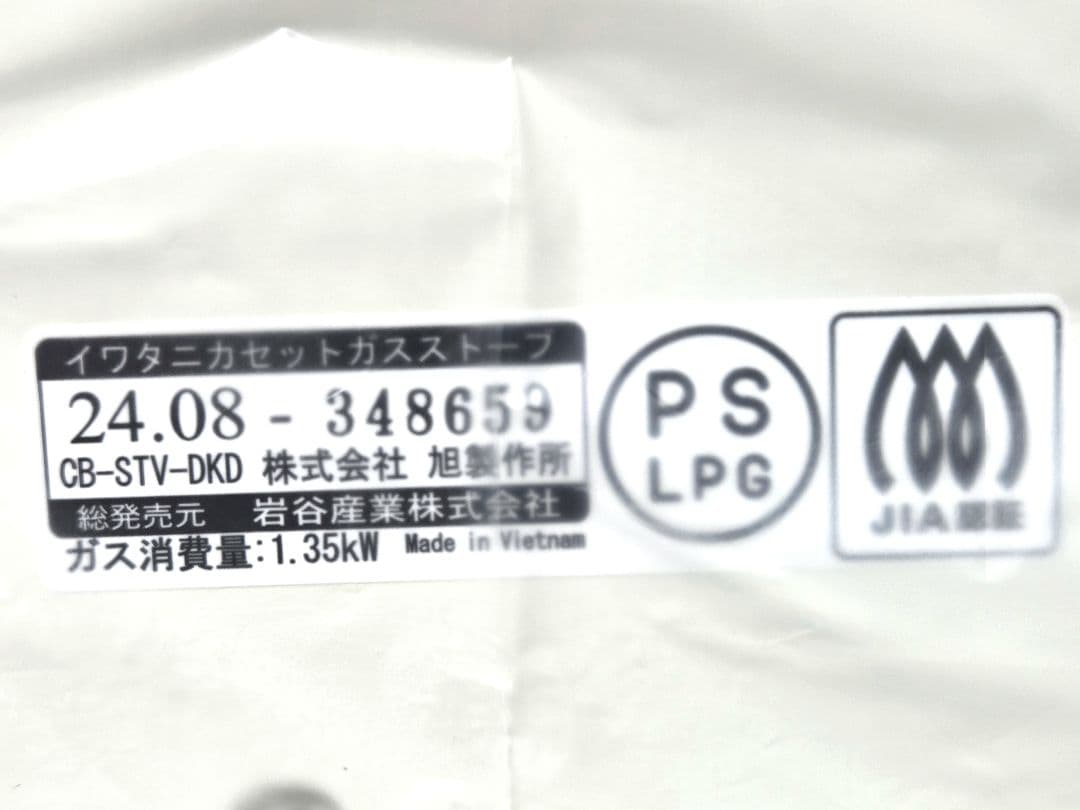 イワタニカセットガスストーブ
24.08 - 348659
CB-STV-DKD 株式会社 旭製作所
総発売元 岩谷産業株式会社
ガス消費量:1.35kW Made in Vietnam
PS
LPG
JIA認証